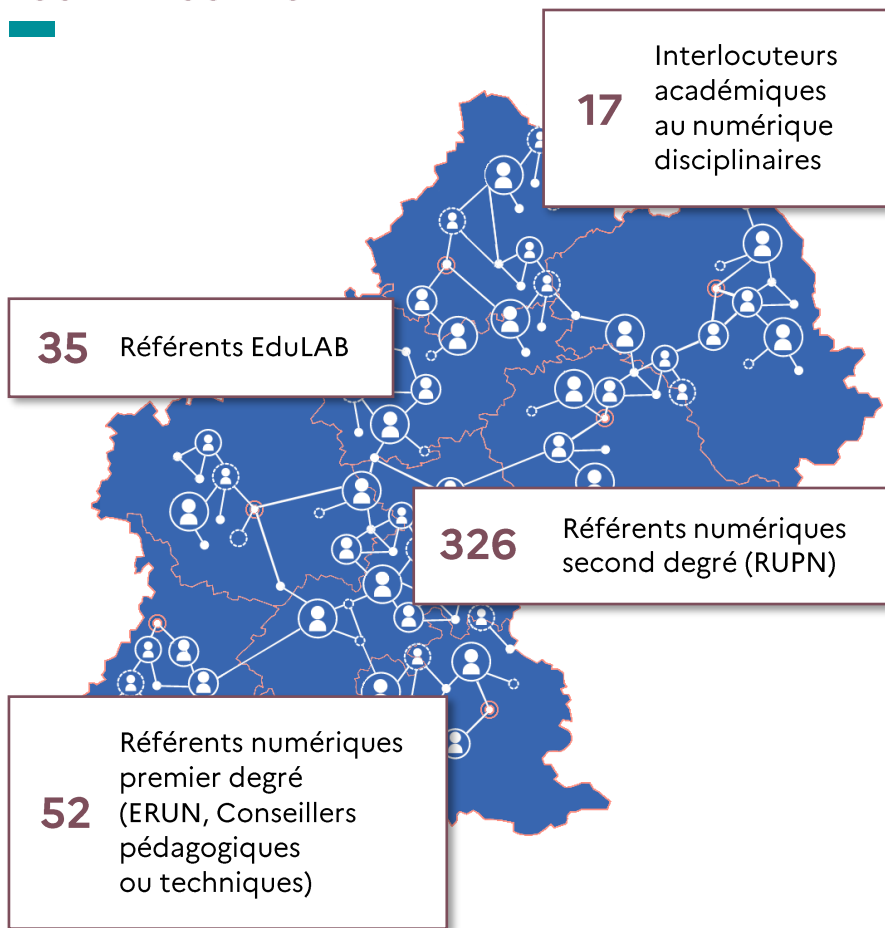 17
Interlocuteurs
académiques
au numérique
disciplinaires
35
Référents EduLAB
326
Référents numériques
second degré (RUPN)
52
Référents numériques
premier degré
(ERUN, Conseillers
pédagogiques
ou techniques)